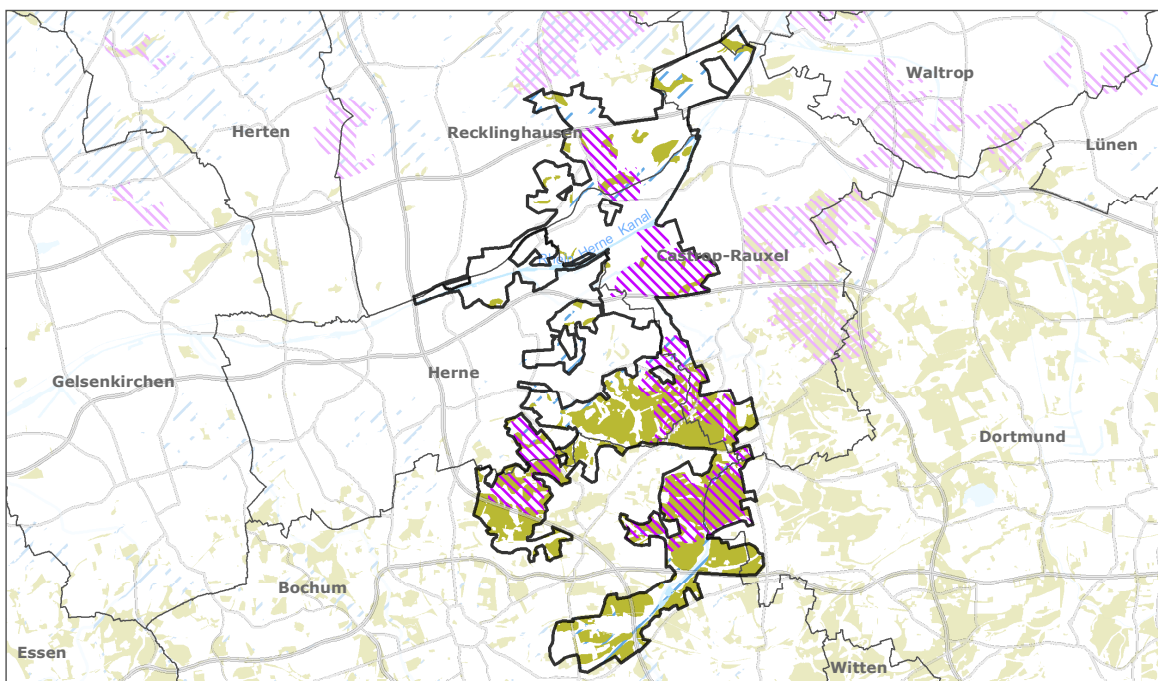 Waltrop
Herten
Recklinghausen
Lünen
Rhein Herne Kanal
Castrop-Rauxel
Gelsenkirchen
Herne
Dortmund
Bochum
Essen
Witten